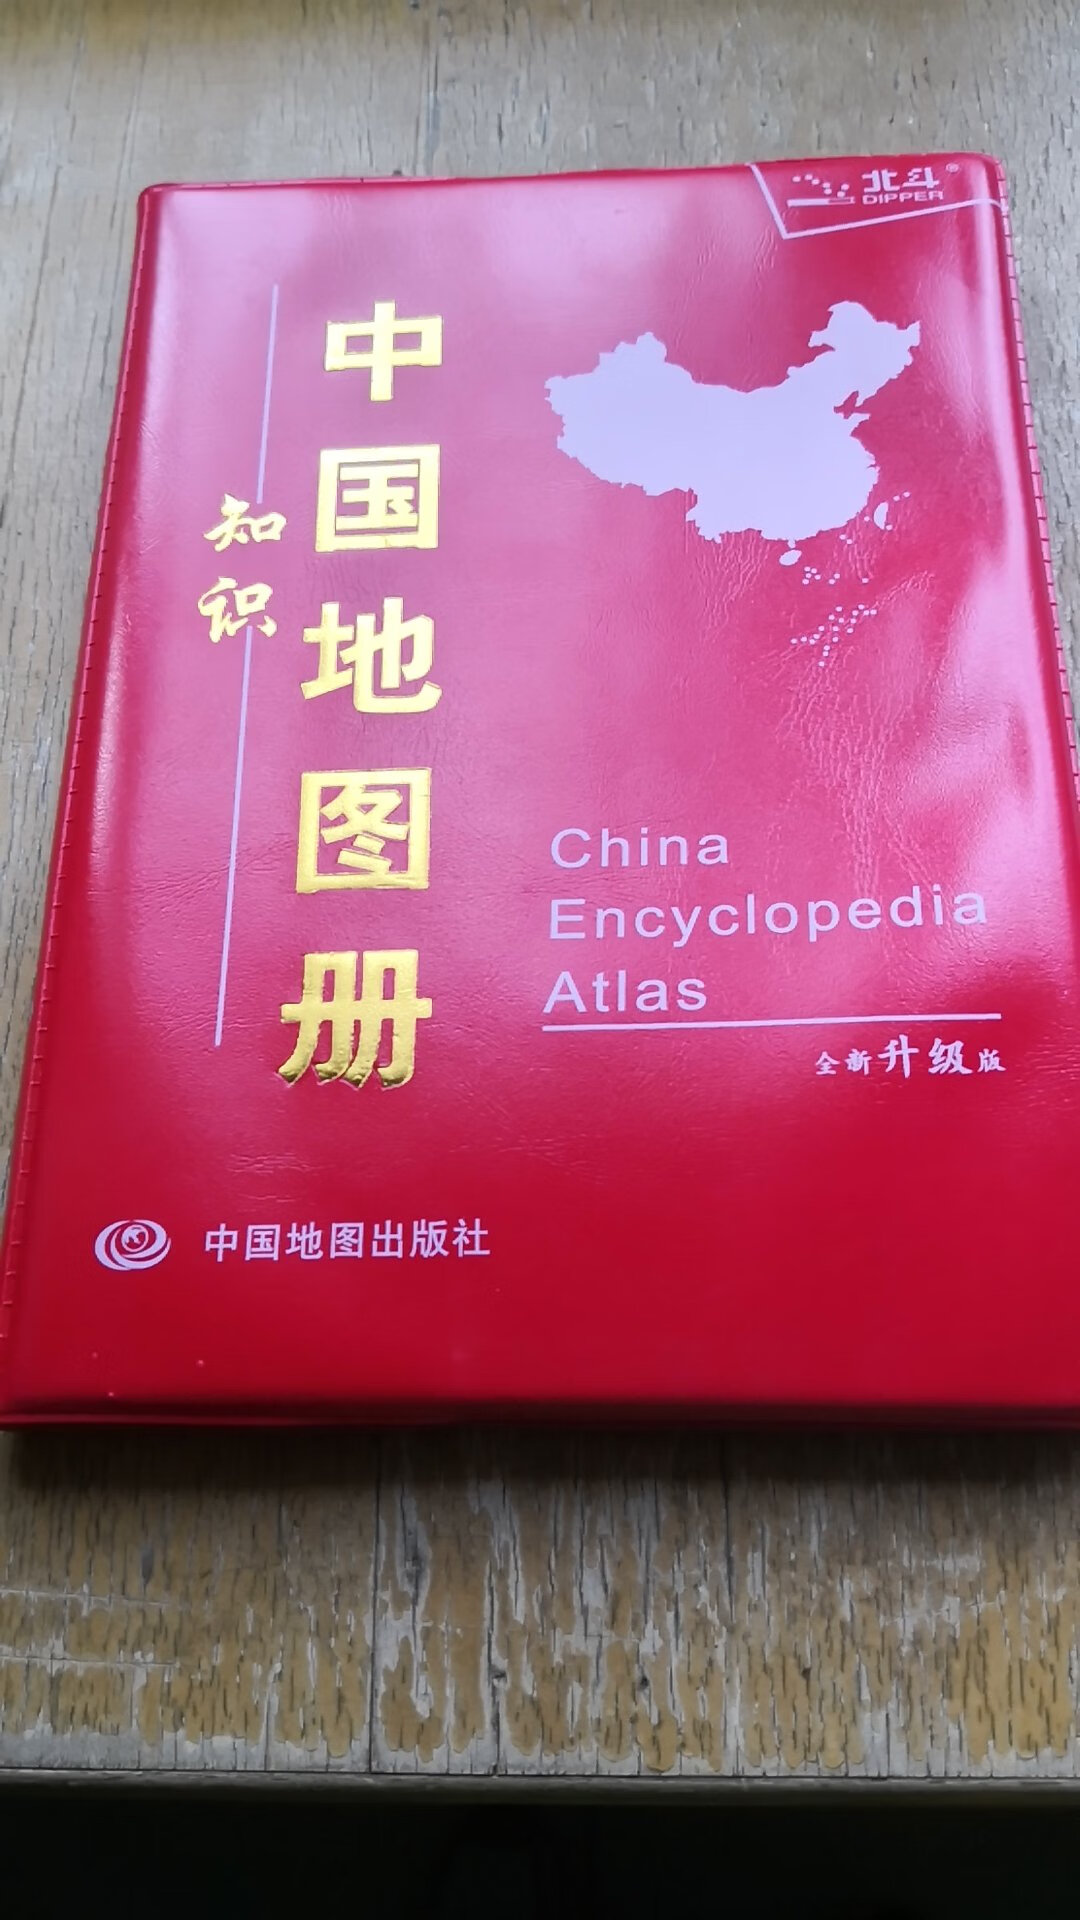 北斗®
DIPPER
中国地图册
知识
China
Encyclopedia
Atlas
全新升级版
中国地图出版社